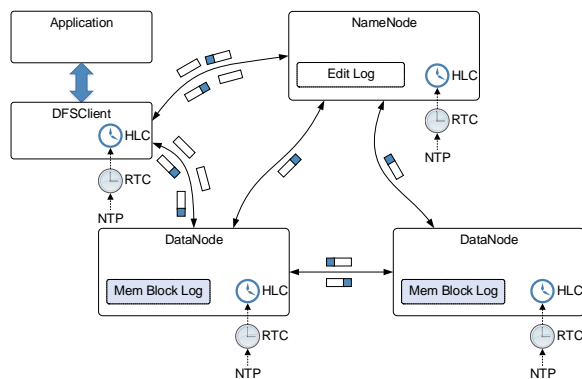 Application
NameNode
Edit Log
HLC
DFSClient
HLC
RTC
RTC
NTP
NTP
DataNode
DataNode
Mem Block Log
HLC
Mem Block Log
HLC
RTC
RTC
NTP
NTP